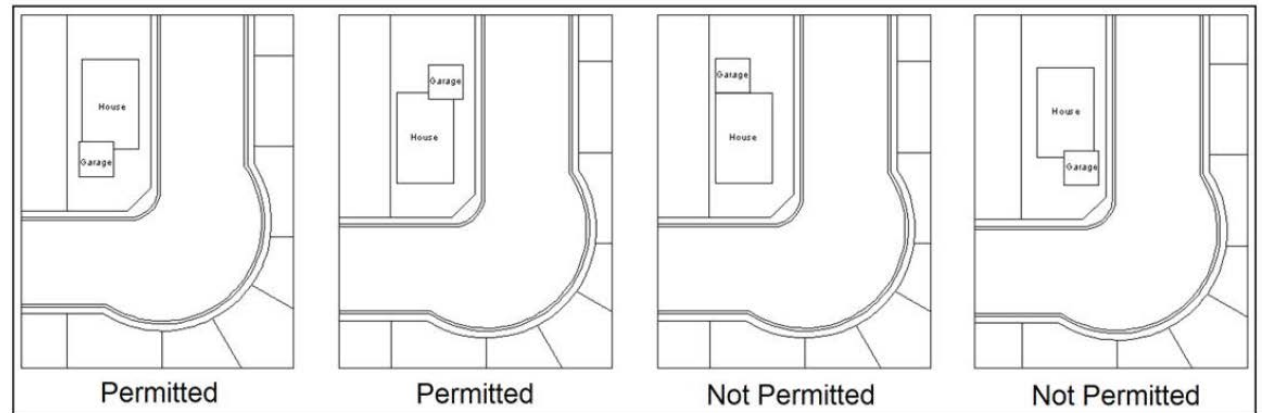 House
Garage
Permitted
Garage
House
Permitted
Garage
House
Not Permitted
House
Garage
Not Permitted